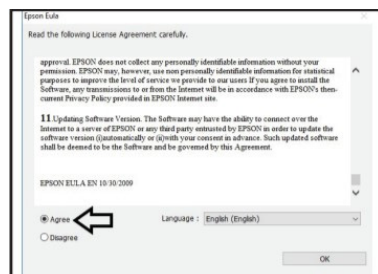 Epson Eula
Read the following License Agreement carefully.
approval. EPSON does not collect any personally identifiable information without your
permission. EPSON may, however, use non personally identifiable information for statistical
purposes to improve the level of service we provide to our users If you agree to install the
Software, any transmissions to or from the Internet will be in accordance with EPSON's then-
current Privacy Policy provided in EPSON Internet site.
11.Updating Software Version. The Software may have the ability to connect over the
Internet to a server of EPSON or any third party entrusted by EPSON in order to update the
software version (i)automatically or (ii)with your consent in advance. Such updated software
shall be deemed to be the Software and be governed by this Agreement.
EPSON EULA EN 10/30/2009
Agree
Language : English (English)
Disagree
OK